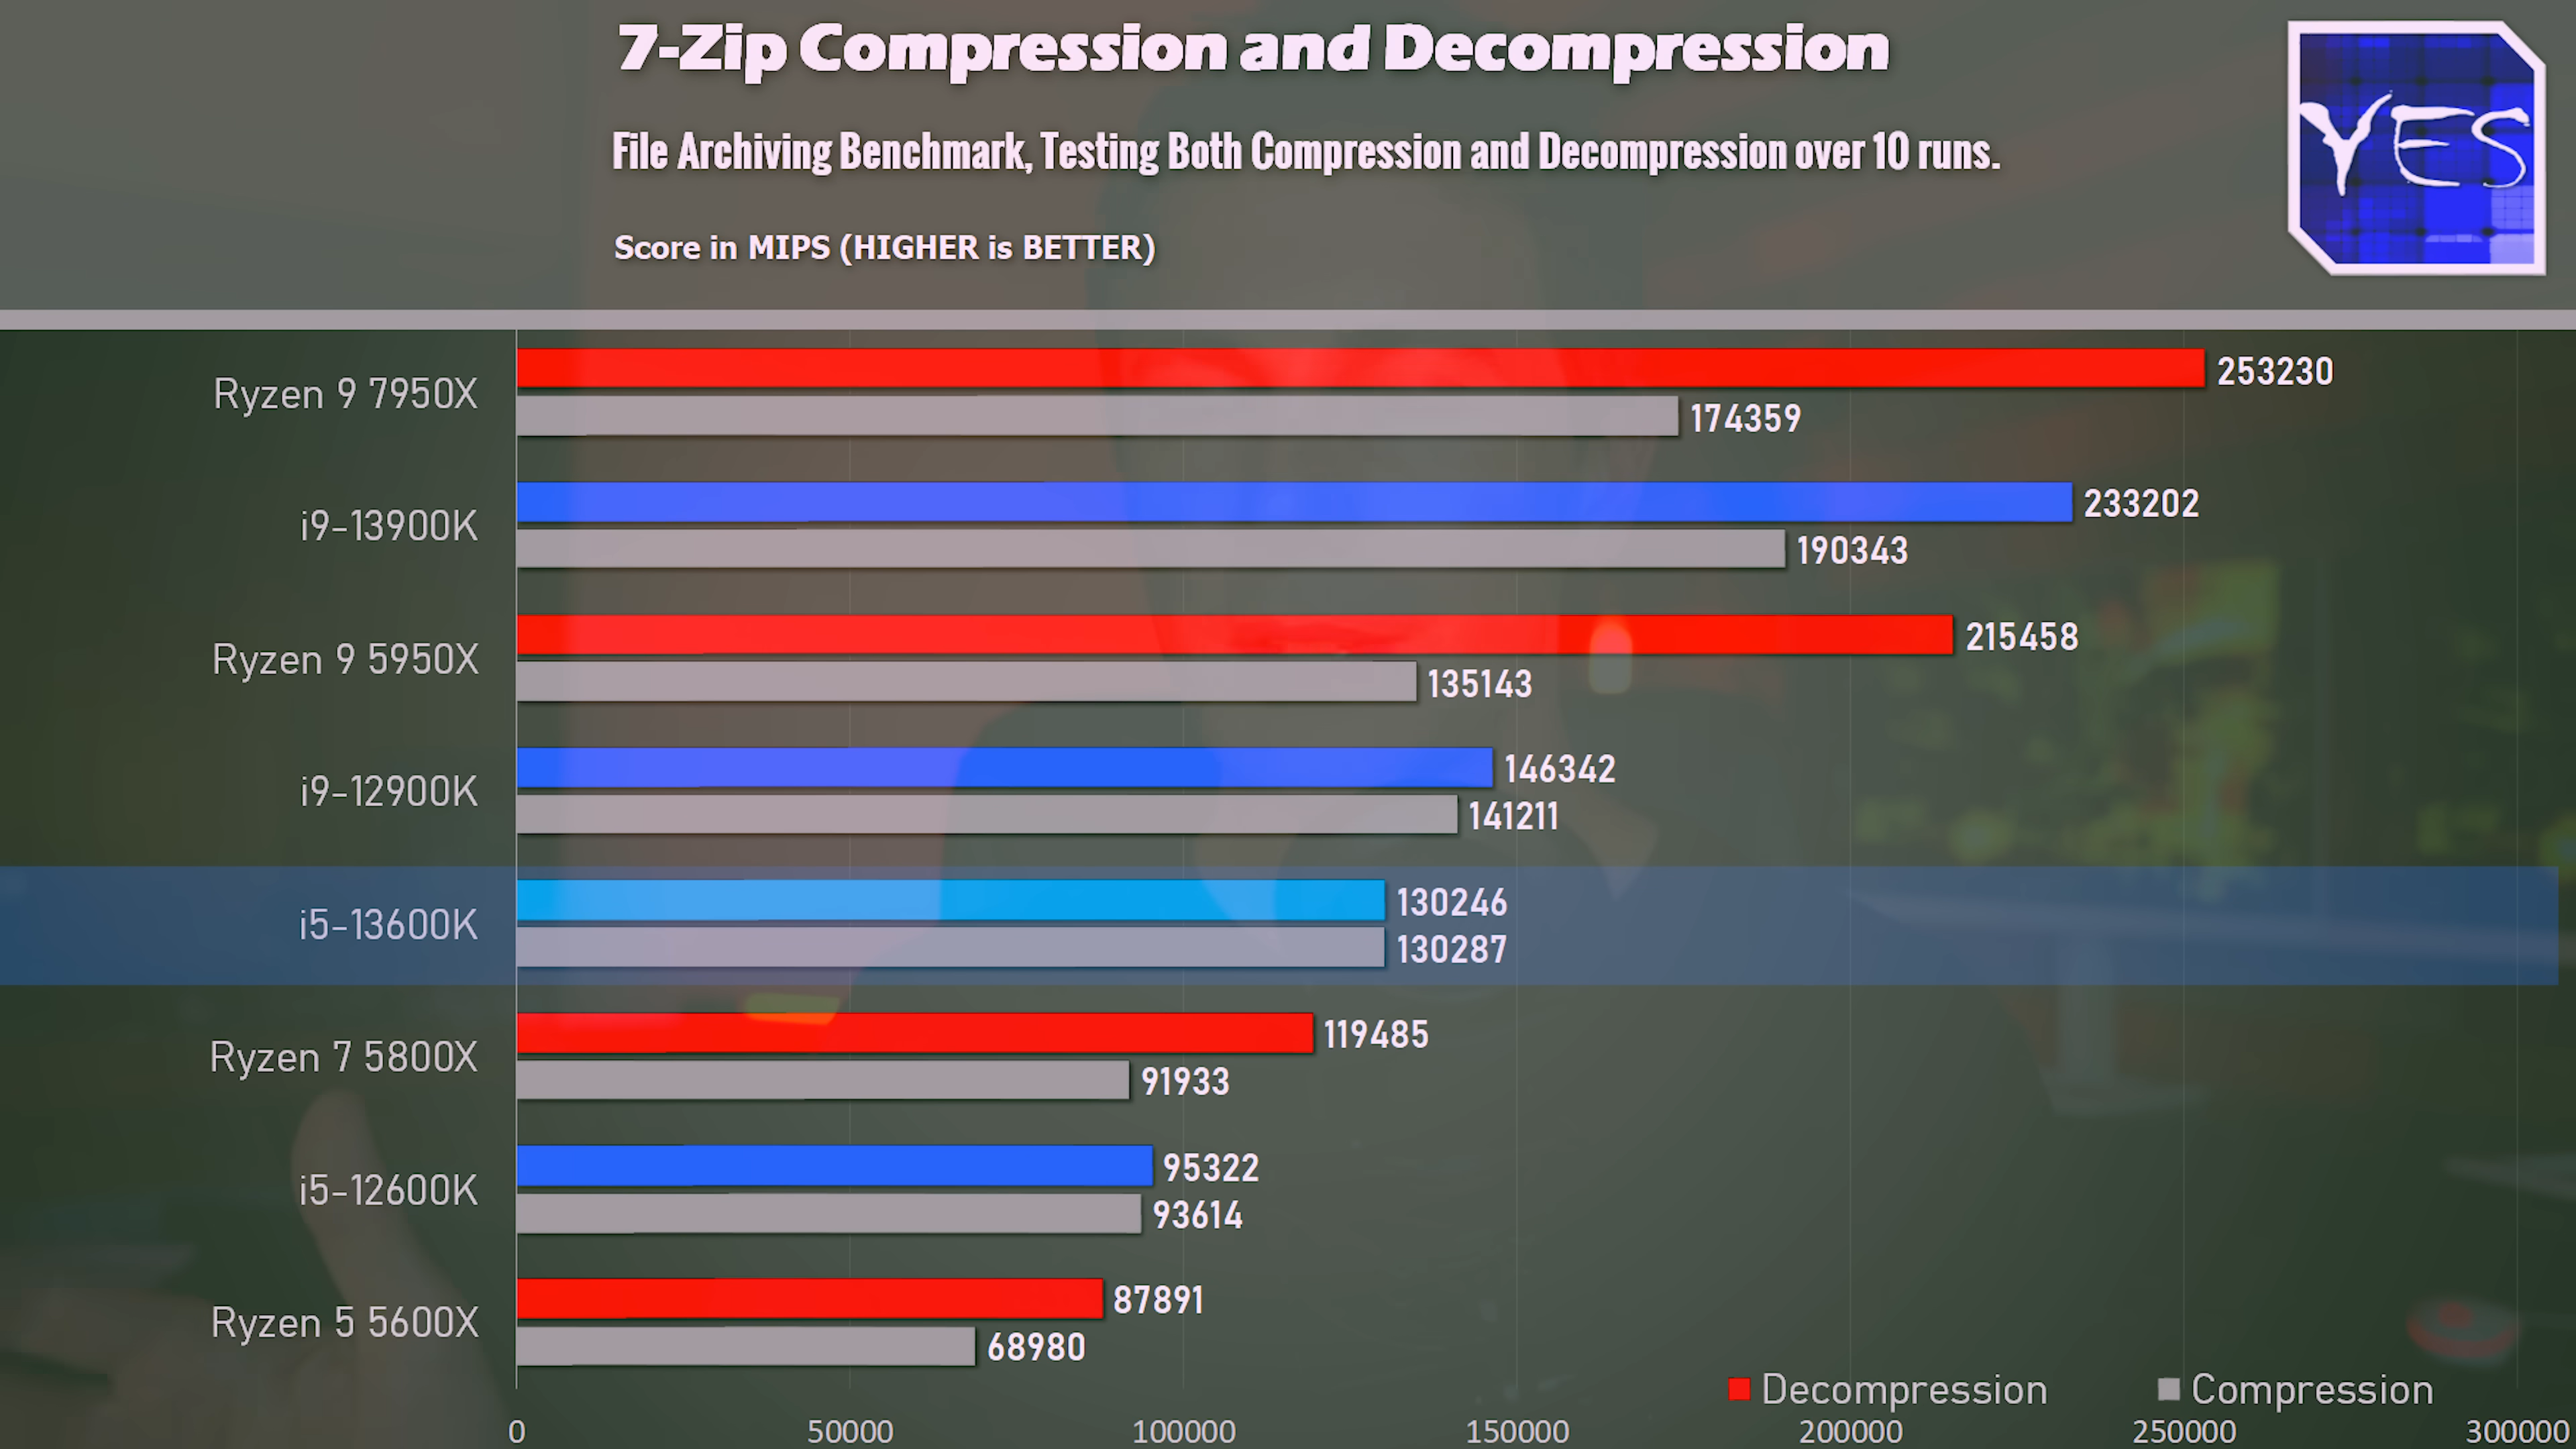 7-Zip Compression and Decompression
File Archiving Benchmark, Testing Both Compression and Decompression over 10 runs.
YES
Score in MIPS (HIGHER is BETTER)
Ryzen 9 7950X
253230
174359
i9-13900K
233202
190343
Ryzen 9 5950X
215458
135143
i9-12900K
146342
141211
i5-13600K
130246
130287
Ryzen 7 5800X
119485
91933
i5-12600K
95322
93614
Ryzen 5 5600X
87891
68980
Decompression Compression
0 50000 100000 150000 200000 250000 300000